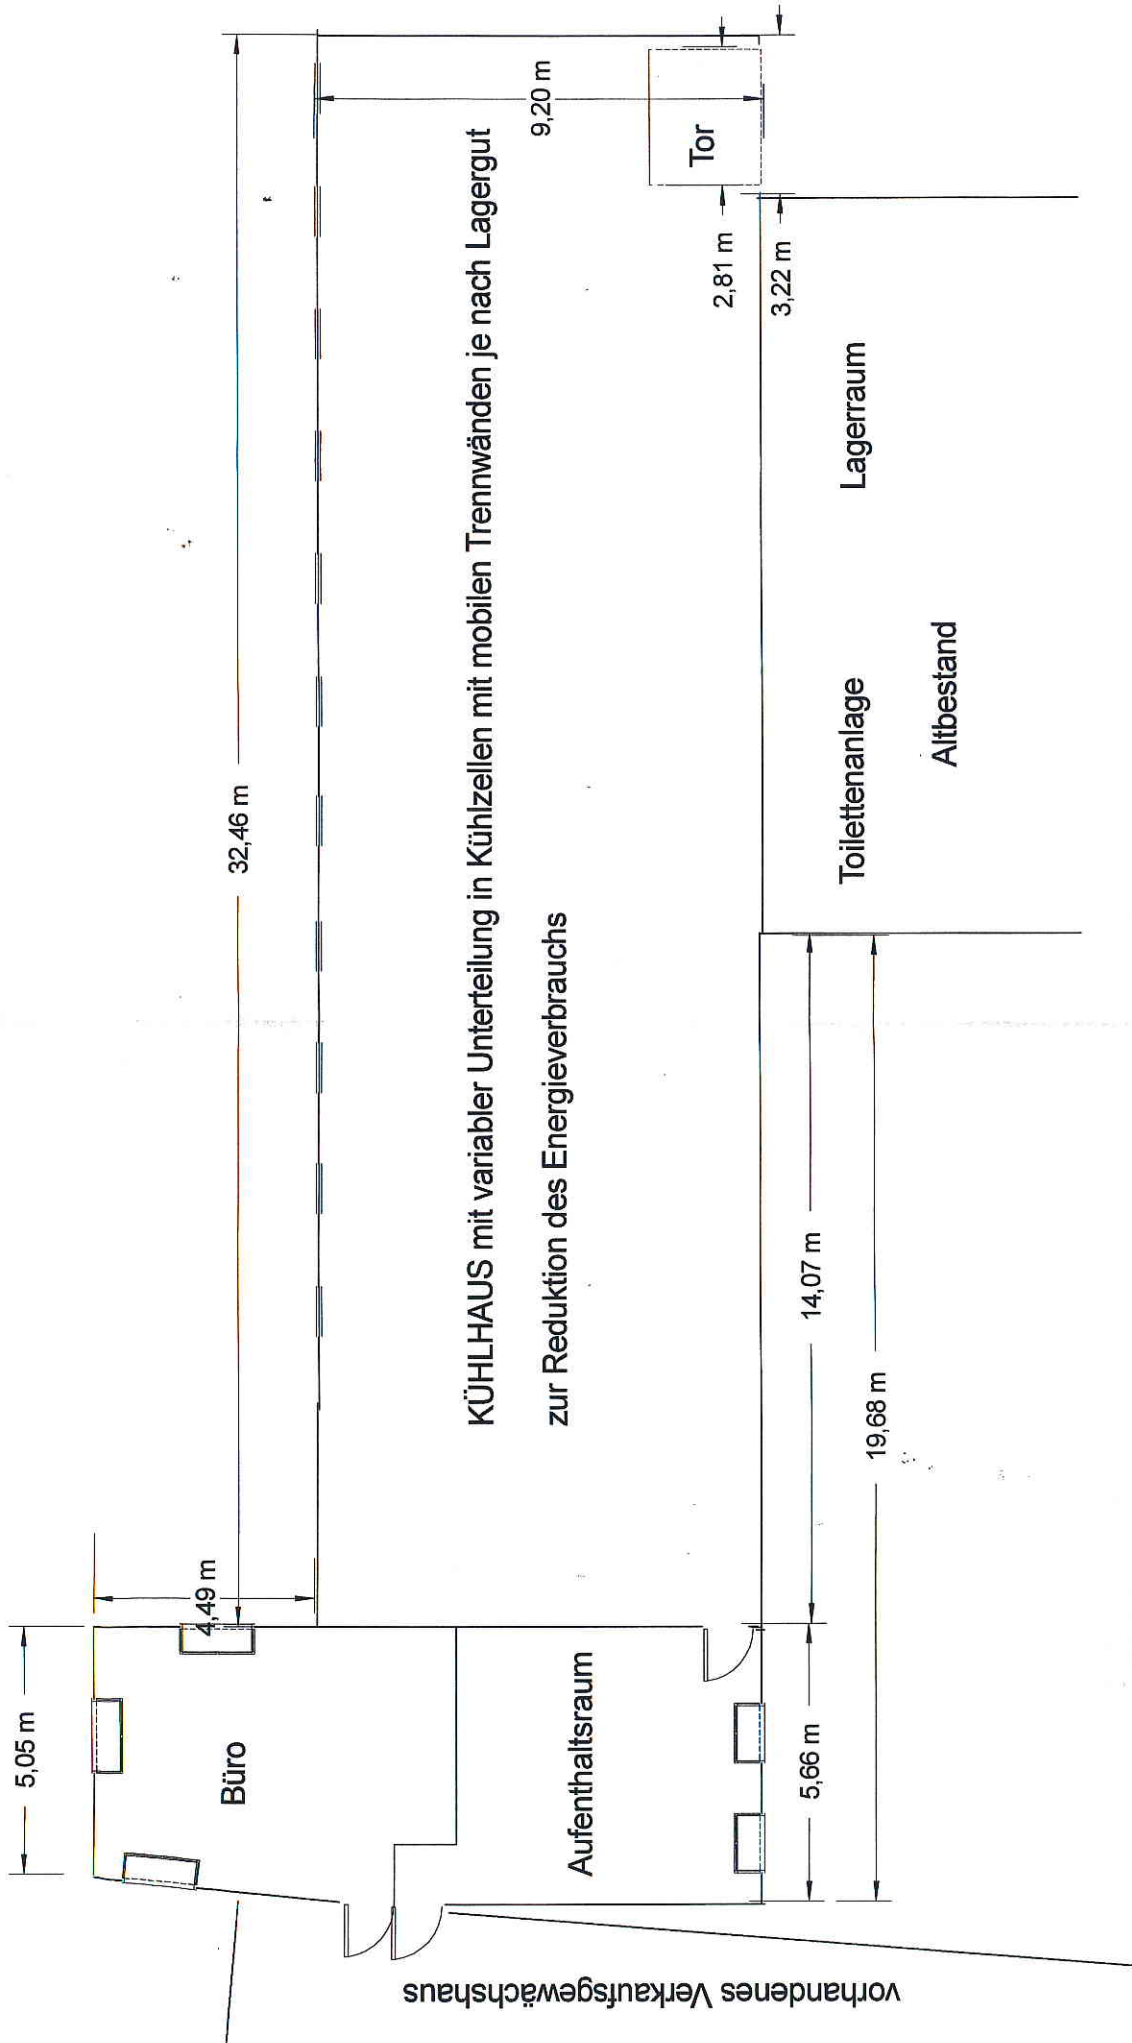 32,46 m
9,20 m
Tor
2,81 m
3,22 m
KÜHLHAUS mit variabler Unterteilung in Kühlzellen mit mobilen Trennwänden je nach Lagergut
zur Reduktion des Energieverbrauchs
Lagerraum
Toilettenanlage
Altbestand
14,07 m
19,68 m
4,49 m
5,05 m
Büro
Aufenthaltsraum
5,66 m
vorhandenes Verkaufsgewächshaus